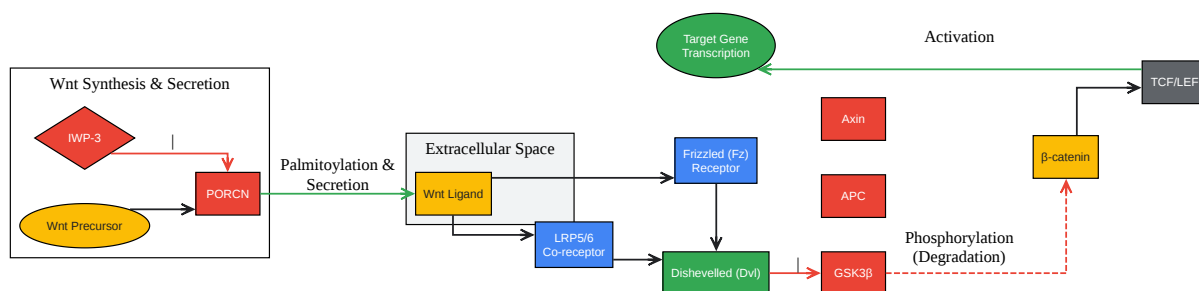 Wnt Synthesis & Secretion
IWP-3
|
PORCN
Wnt Precursor
Palmitoylation &
Secretion
Extracellular Space
Wnt Ligand
LRP5/6
Co-receptor
Frizzled (Fz)
Receptor
Dishevelled (Dvl)
|
Target Gene
Transcription
Activation
Axin
APC
GSK3β
Phosphorylation
(Degradation)
β-catenin
TCF/LEF